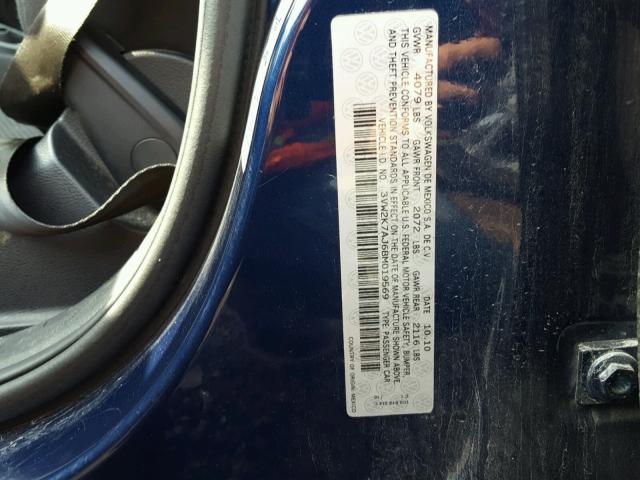 MANUFACTURED BY VOLKSWAGEN DE MEXICO S.A. DE C.V. DATE 10.10
GVWR 4079 LBS GAWR FRONT 2072 LBS GAWR REAR 2116 LBS
THIS VEHICLE CONFORMS TO ALL APPLICABLE U.S. FEDERAL MOTOR VEHICLE SAFETY, BUMPER,
AND THEFT PREVENTION STANDARDS IN EFFECT ON THE DATE OF MANUFACTURE SHOWN ABOVE.
VEHICLE ID. NO.: 3VW2K7AJ6BM019569 TYPE: PASSENGER CAR
COUNTRY OF ORIGIN: MEXICO